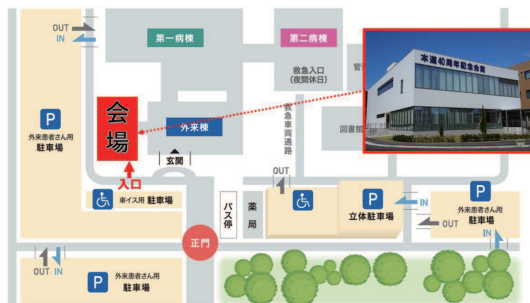 OUT
IN
第一病棟
第二病棟
救急入口
(夜間休日)
本道40周年記念会館
P
外来患者さん用
駐車場
会場
外来棟
救急車両通路
図書館
玄関
入口
車イス用 駐車場
バス停
薬局
OUT
P
立体駐車場
IN
OUT
P
外来患者さん用
駐車場
IN
正門
OUT IN
P
外来患者さん用
駐車場